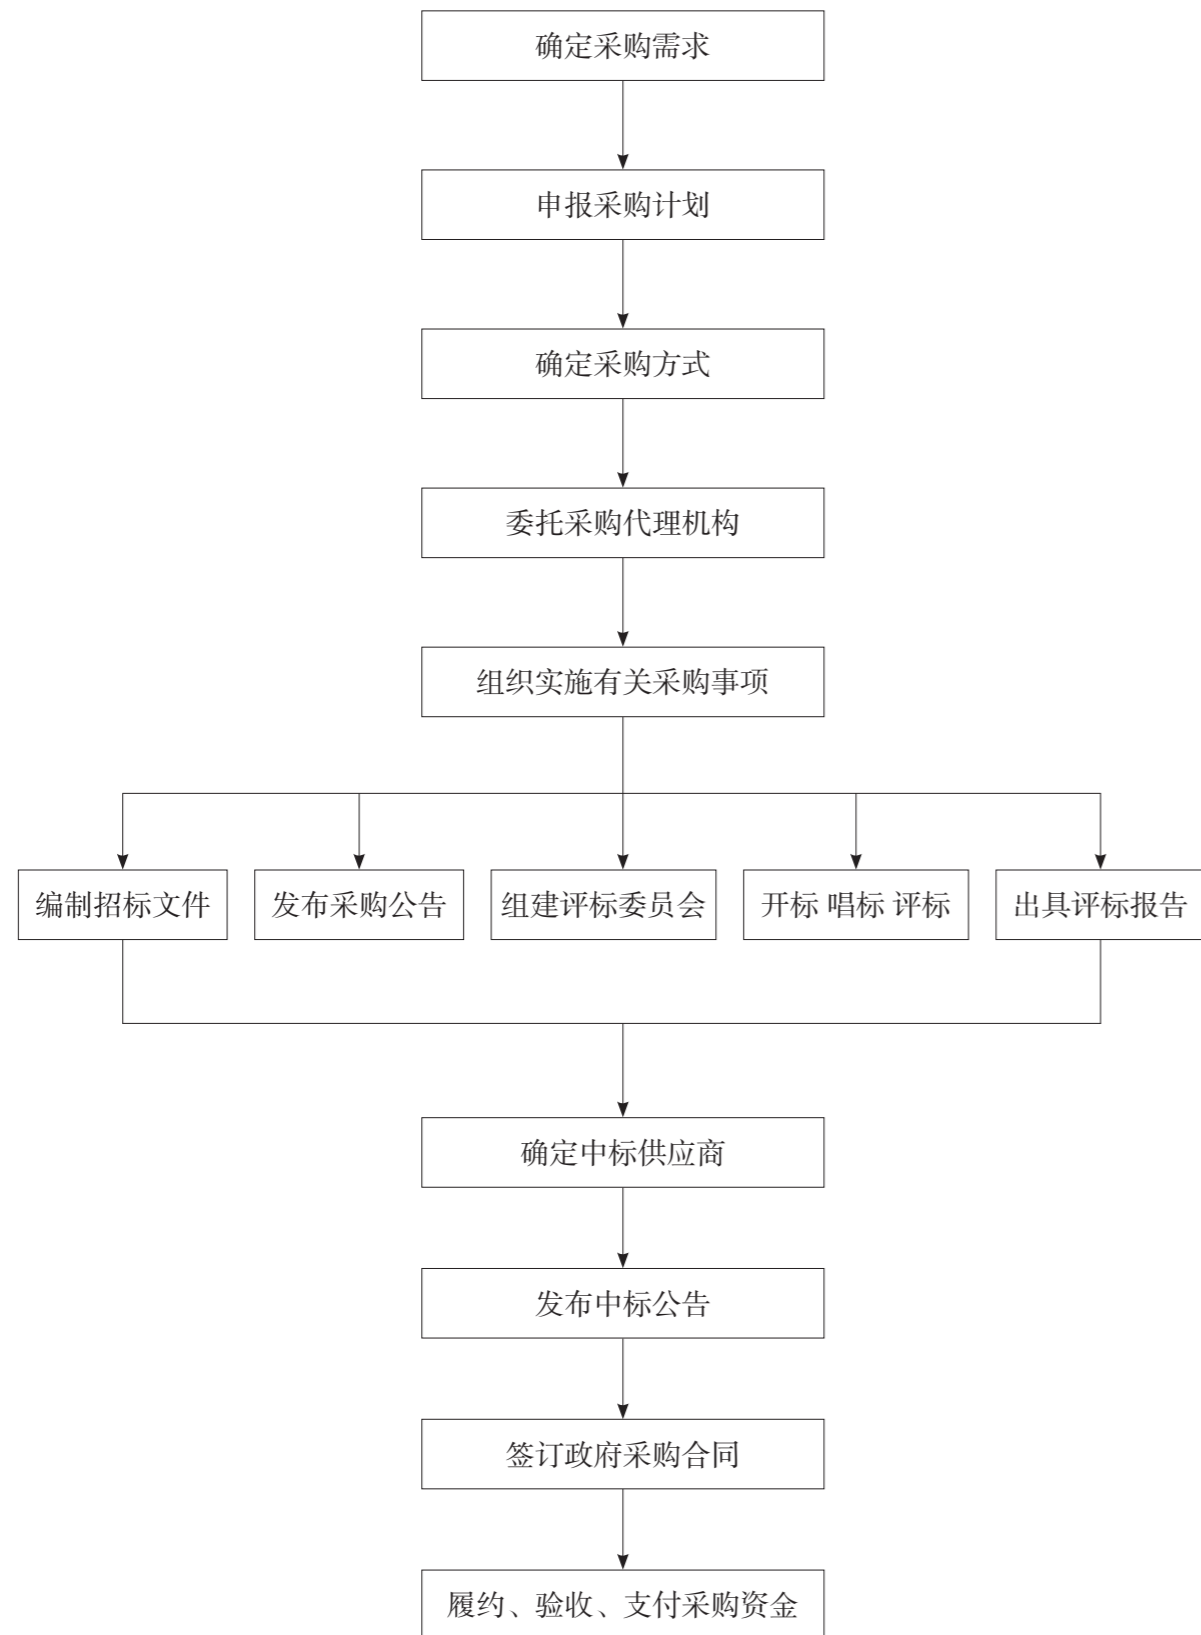 确定采购需求
申报采购计划
确定采购方式
委托采购代理机构
组织实施有关采购事项
编制招标文件
发布采购公告
组建评标委员会
开标 唱标 评标
出具评标报告
确定中标供应商
发布中标公告
签订政府采购合同
履约、验收、支付采购资金